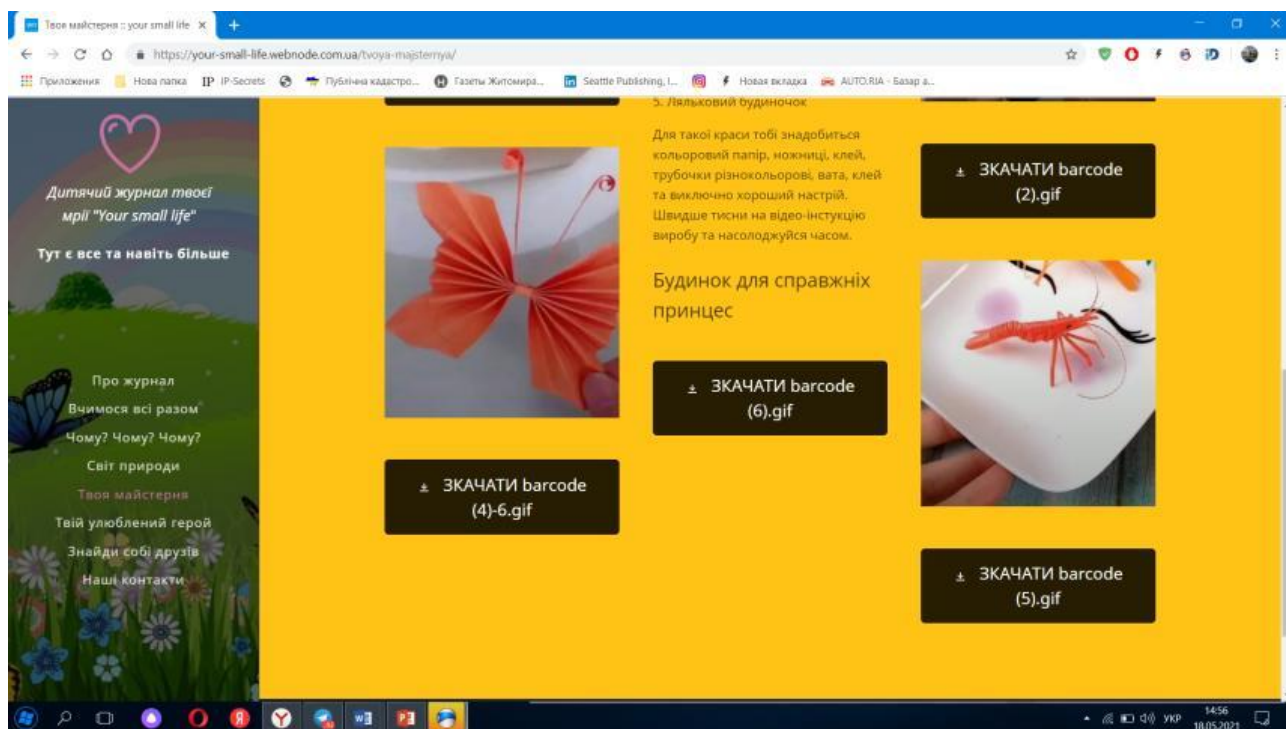 Твоя майстерня :: your small life
https://your-small-life.webnode.com.ua/tvoya-majsternya/
Приложения
Нова папка
IP IP-Secrets
Публічна кадастро...
Газеты Житомира...
Seattle Publishing, I...
Новая вкладка
AUTO.RIA - Базар а...
Дитячий журнал твоєї
мрії "Your small life"
Тут є все та навіть більше
Про журнал
Вчимося всі разом
Чому? Чому? Чому?
Світ природи
Твоя майстерня
Твій улюблений герой
Знайди собі друзів
Наші контакти
ЗКАЧАТИ barcode
(4)-6.gif
5. Ляльковий будиночок
Для такої краси тобі знадобиться
кольоровий папір, ножниці, клей,
трубочки різнокольорові, вата, клей
та виключно хороший настрій.
Швидше тисни на відео-інстукцію
виробу та насолоджуйся часом.
Будинок для справжніх
принцес
ЗКАЧАТИ barcode
(6).gif
ЗКАЧАТИ barcode
(2).gif
ЗКАЧАТИ barcode
(5).gif
УКР
14:56
18.05.2021